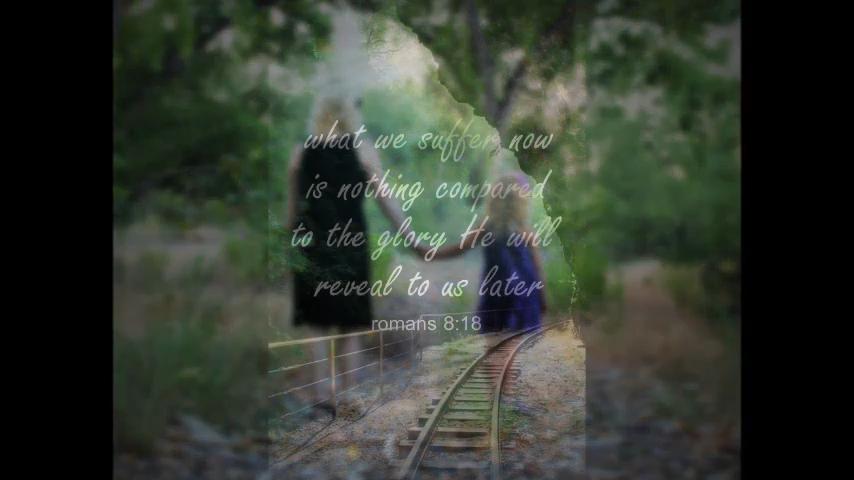 what we suffer now
is nothing compared
to the glory He will
reveal to us later
romans 8:18